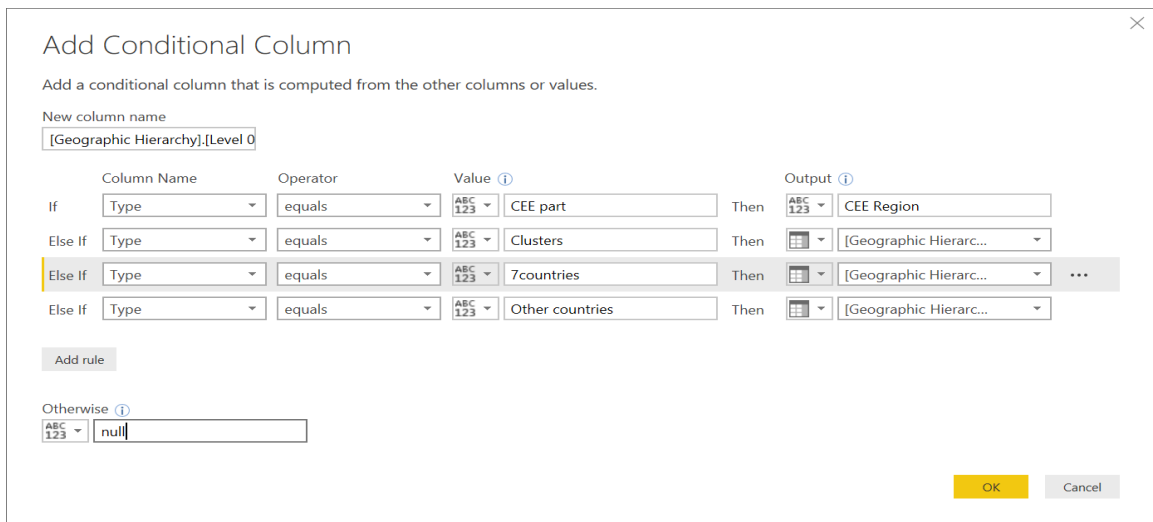 Add Conditional Column
Add a conditional column that is computed from the other columns or values.
New column name
[Geographic Hierarchy].[Level 0
Column Name Operator Value Output
If Type equals ABC 123 CEE part Then ABC 123 CEE Region
Else If Type equals ABC 123 Clusters Then [Geographic Hierarc...
Else If Type equals ABC 123 7countries Then [Geographic Hierarc... ...
Else If Type equals ABC 123 Other countries Then [Geographic Hierarc...
Add rule
Otherwise
ABC 123 null
OK Cancel